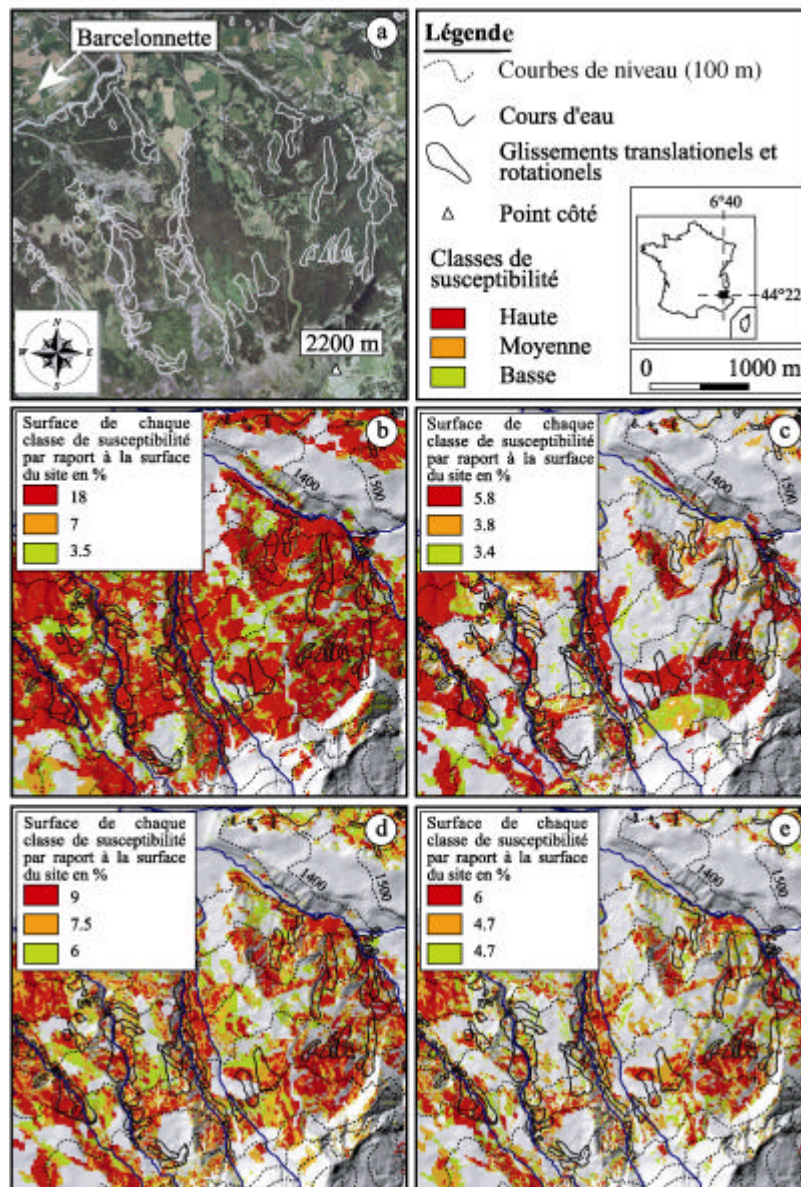 Barcelonnette
a
2200 m
N
W
E
S
Légende
Courbes de niveau (100 m)
Cours d'eau
Glissements translationels et
rotationels
Point côté
Classes de
susceptibilité
Haute
Moyenne
Basse
6°40
44°22
0 1000 m
Surface de chaque
classe de susceptibilité
par raport à la surface
du site en %
18
7
3.5
b
1400
1500
Surface de chaque
classe de susceptibilité
par raport à la surface
du site en %
5.8
3.8
3.4
c
1400
1500
Surface de chaque
classe de susceptibilité
par raport à la surface
du site en %
9
7.5
6
d
1400
1500
Surface de chaque
classe de susceptibilité
par raport à la surface
du site en %
6
4.7
4.7
e
1400
1500